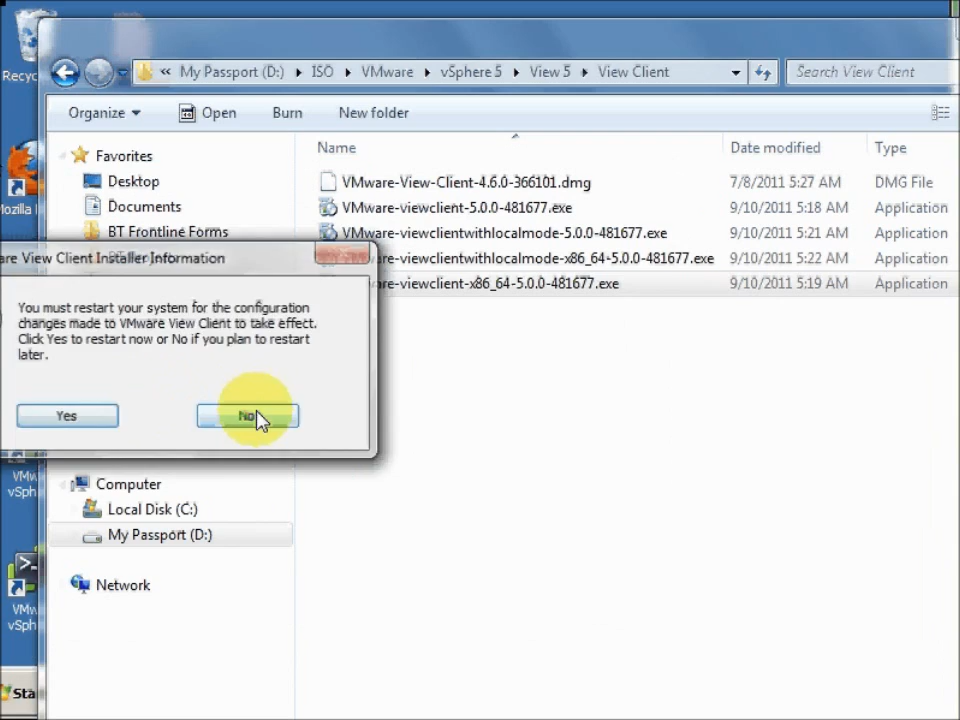 Recyc
« My Passport (D:) ▸ ISO ▸ VMware ▸ vSphere 5 ▸ View 5 ▸ View Client
Search View Client
Organize
Open
Burn
New folder
Name
Date modified
Type
Favorites
Desktop
Documents
BT Frontline Forms
VMware-View-Client-4.6.0-366101.dmg 7/8/2011 5:27 AM DMG File
VMware-viewclient-5.0.0-481677.exe 9/10/2011 5:18 AM Application
VMware-viewclientwithlocalmode-5.0.0-481677.exe 9/10/2011 5:21 AM Application
are-viewclientwithlocalmode-x86_64-5.0.0-481677.exe 9/10/2011 5:22 AM Application
are-viewclient-x86_64-5.0.0-481677.exe 9/10/2011 5:19 AM Application
Mozilla
are View Client Installer Information
You must restart your system for the configuration
changes made to VMware View Client to take effect.
Click Yes to restart now or No if you plan to restart
later.
Yes
No
Computer
Local Disk (C:)
My Passport (D:)
Network
VMw
vSph
VMw
vSph
Sta